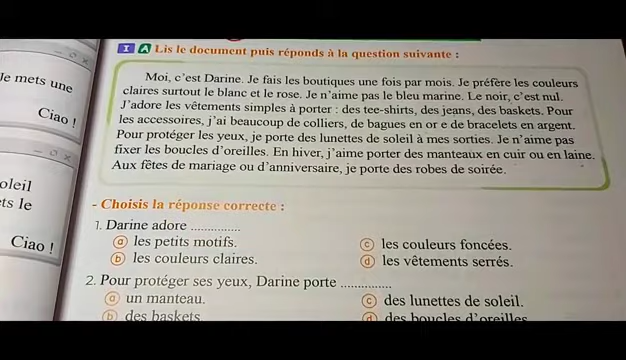 Je mets une
Ciao !
oleil
ets le
Ciao !
I A Lis le document puis réponds à la question suivante :
Moi, c'est Darine. Je fais les boutiques une fois par mois. Je préfère les couleurs
claires surtout le blanc et le rose. Je n'aime pas le bleu marine. Le noir, c'est nul.
J'adore les vêtements simples à porter : des tee-shirts, des jeans, des baskets. Pour
les accessoires, j'ai beaucoup de colliers, de bagues en or e de bracelets en argent.
Pour protéger les yeux, je porte des lunettes de soleil à mes sorties. Je n'aime pas
fixer les boucles d'oreilles. En hiver, j'aime porter des manteaux en cuir ou en laine.
Aux fêtes de mariage ou d'anniversaire, je porte des robes de soirée.
- Choisis la réponse correcte :
1. Darine adore ...............
a les petits motifs.
b les couleurs claires.
c les couleurs foncées.
d les vêtements serrés.
2. Pour protéger ses yeux, Darine porte ...............
a un manteau.
b des baskets.
c des lunettes de soleil.
d des boucles d'oreilles